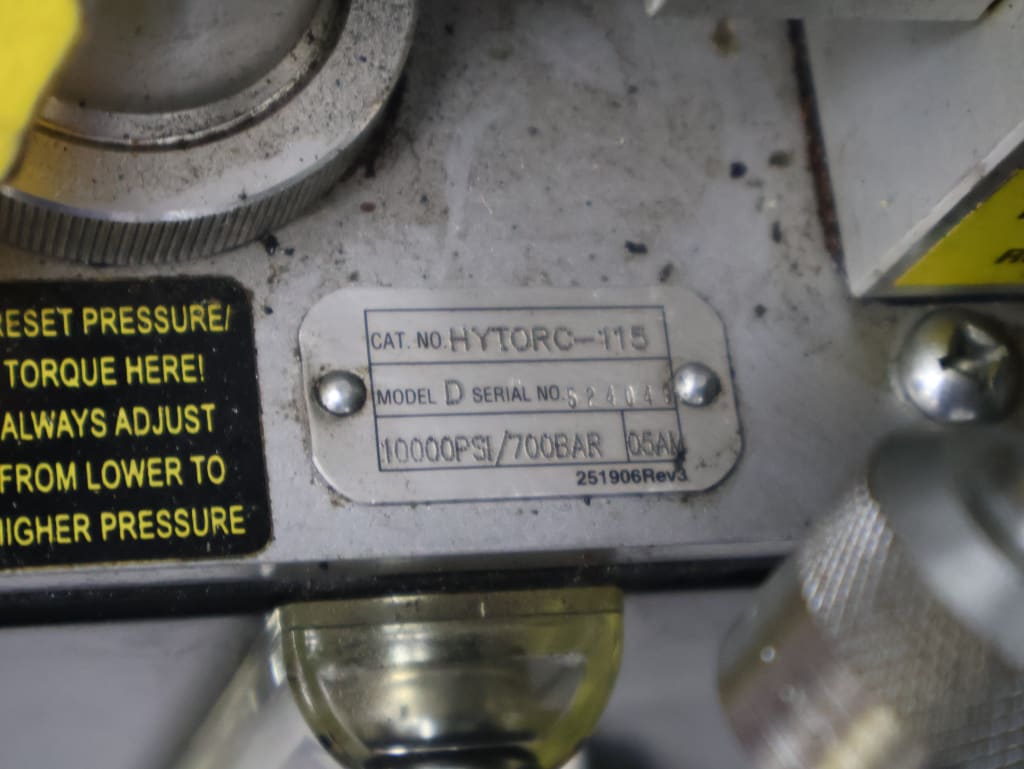 RESET PRESSURE/
TORQUE HERE!
ALWAYS ADJUST
FROM LOWER TO
HIGHER PRESSURE
CAT. NO. HYTORC-115
MODEL D SERIAL NO.
10000PSI/700BAR 05AM
251906Rev3